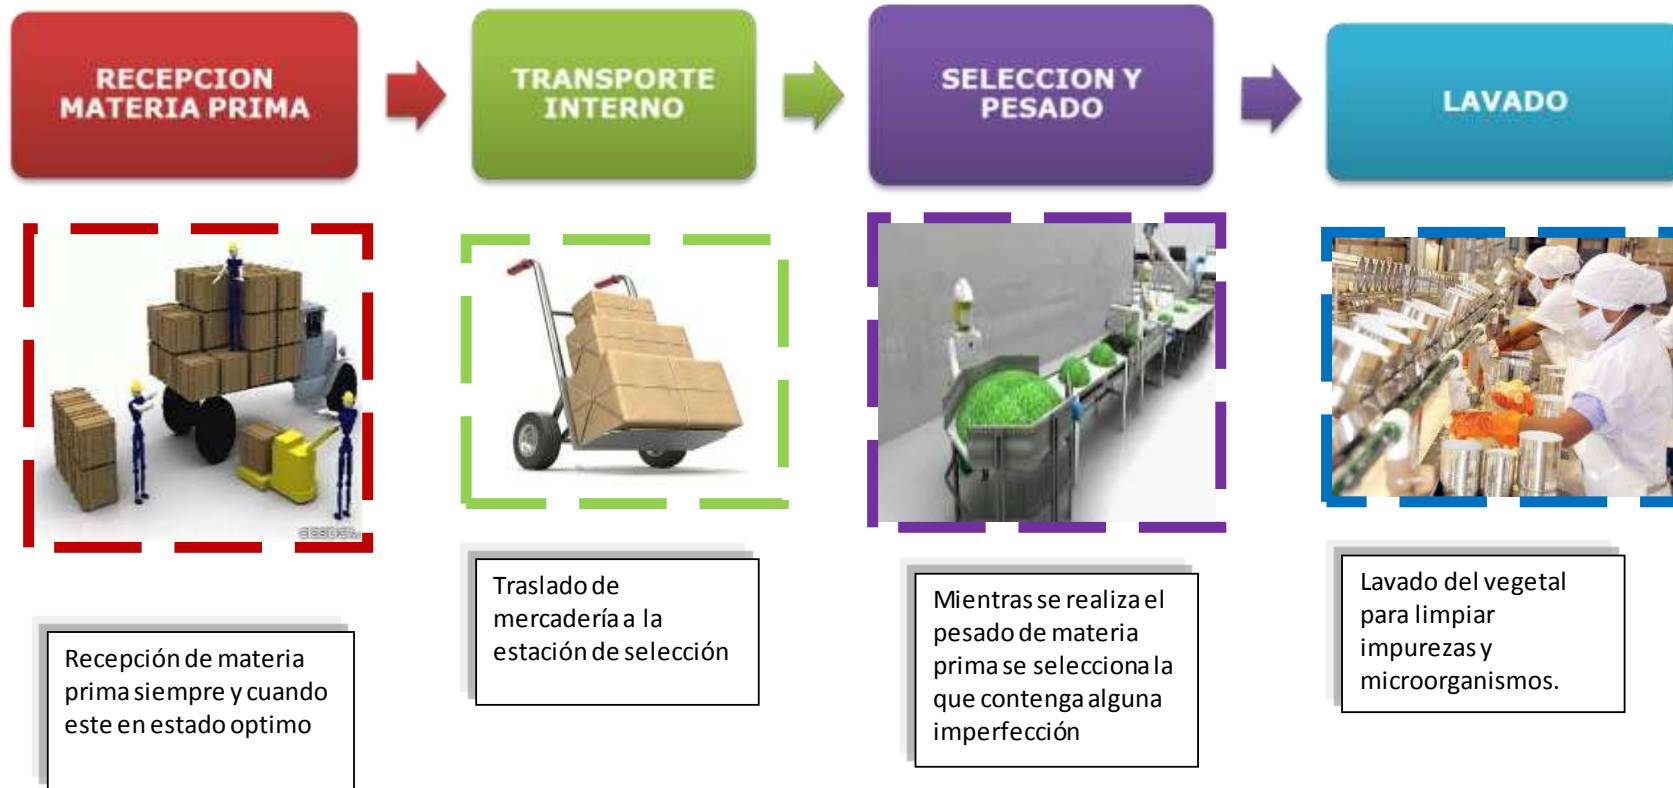 RECEPCION
MATERIA PRIMA
TRANSPORTE
INTERNO
SELECCION Y
PESADO
LAVADO
Recepción de materia
prima siempre y cuando
este en estado optimo
Traslado de
mercadería a la
estación de selección
Mientras se realiza el
pesado de materia
prima se selecciona la
que contenga alguna
imperfección
Lavado del vegetal
para limpiar
impurezas y
microorganismos.